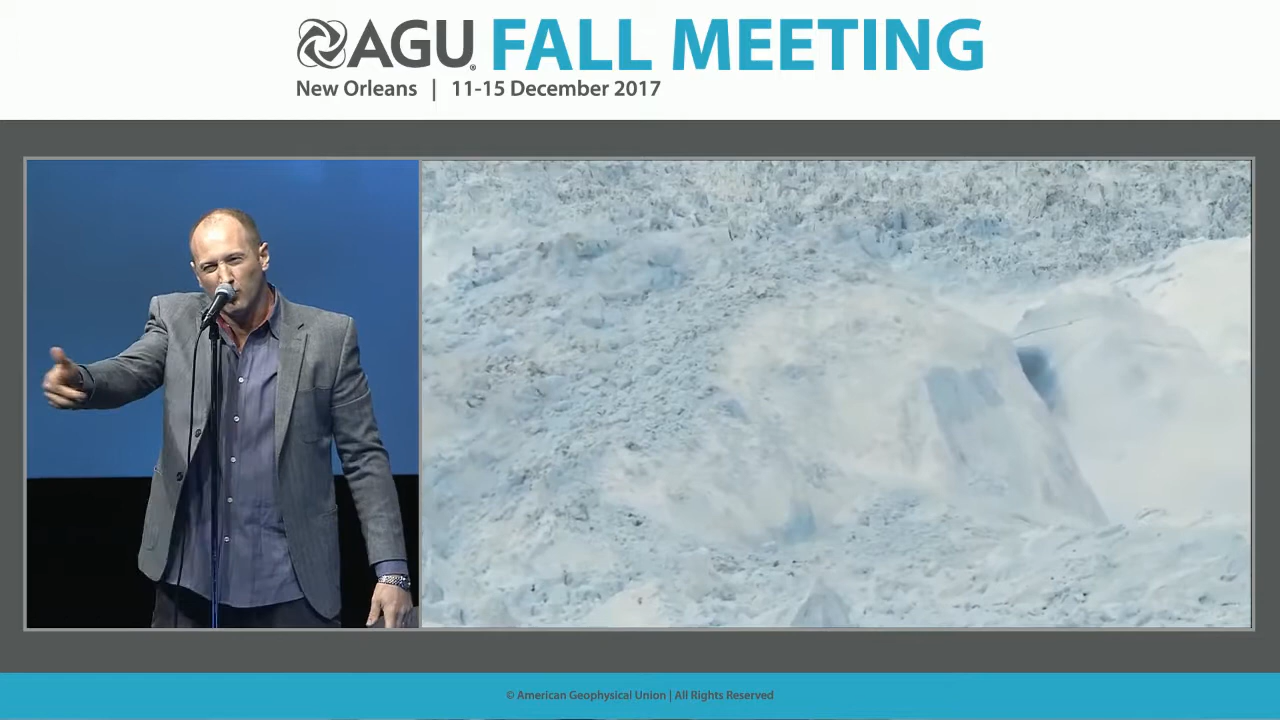 AGU FALL MEETING
New Orleans | 11-15 December 2017
© American Geophysical Union | All Rights Reserved